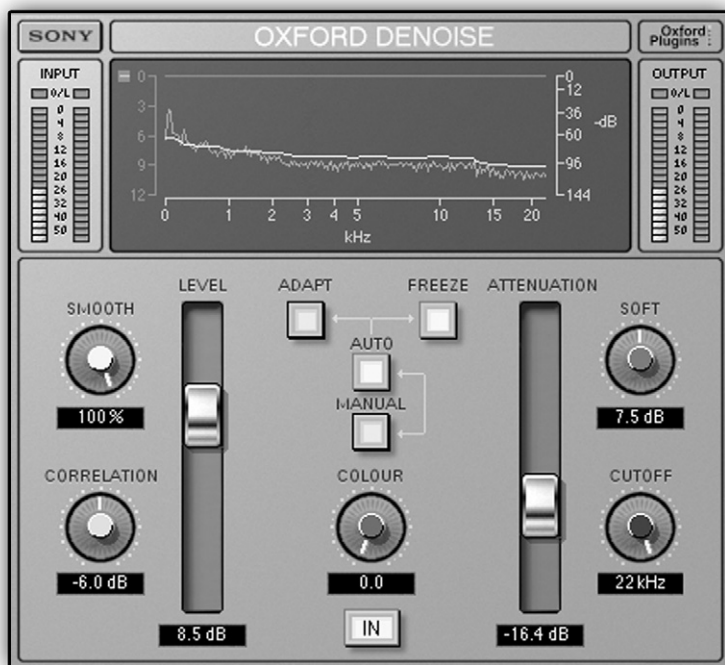 SONY
OXFORD DENOISE
Oxford
Plugins
INPUT
O/L
0
4
8
12
16
20
26
32
40
50
0
3
6
9
12
0
12
36
60
96
144
-dB
0 1 2 3 4 5 10 15 20
kHz
OUTPUT
O/L
0
4
8
12
16
20
26
32
40
50
SMOOTH
100 %
CORRELATION
-6.0 dB
LEVEL
8.5 dB
ADAPT
FREEZE
AUTO
MANUAL
COLOUR
0.0
IN
ATTENUATION
-16.4 dB
SOFT
7.5 dB
CUTOFF
22 kHz